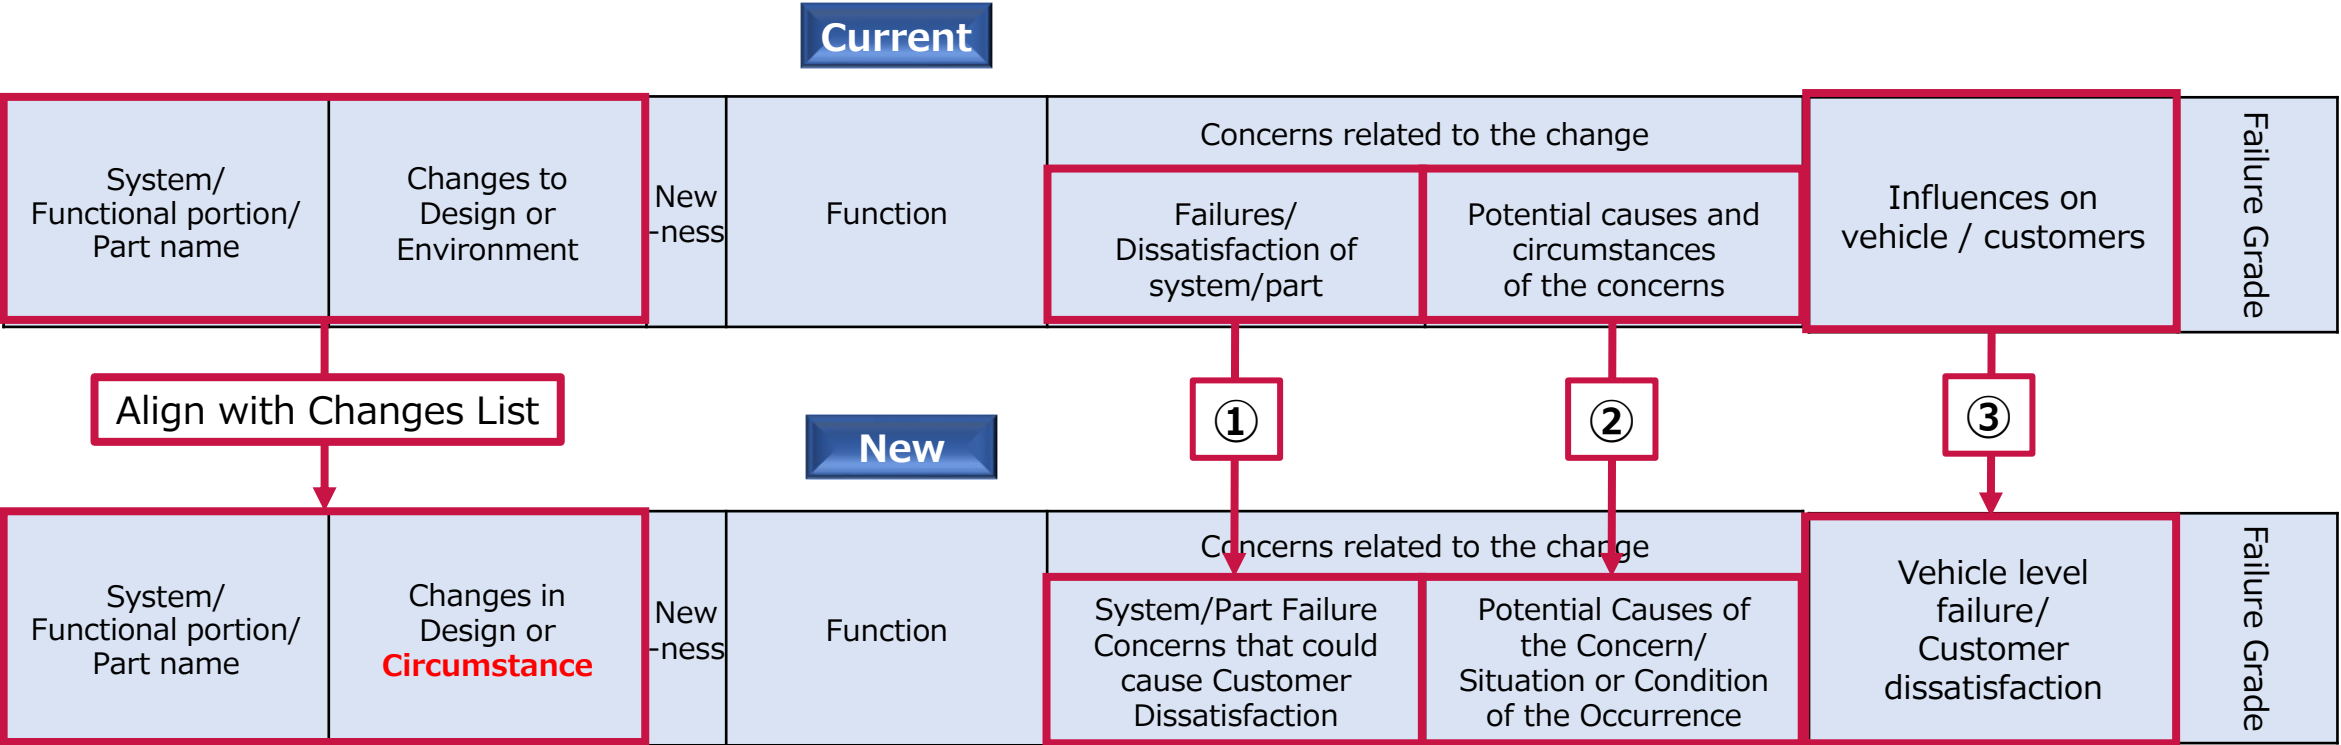 Current
System/
Functional portion/
Part name
Changes to
Design or
Environment
New
-ness
Function
Concerns related to the change
Failures/
Dissatisfaction of
system/part
Potential causes and
circumstances
of the concerns
Influences on
vehicle / customers
Failure Grade
Align with Changes List
New
①
②
③
System/
Functional portion/
Part name
Changes in
Design or
Circumstance
New
-ness
Function
Concerns related to the change
System/Part Failure
Concerns that could
cause Customer
Dissatisfaction
Potential Causes of
the Concern/
Situation or Condition
of the Occurrence
Vehicle level
failure/
Customer
dissatisfaction
Failure Grade